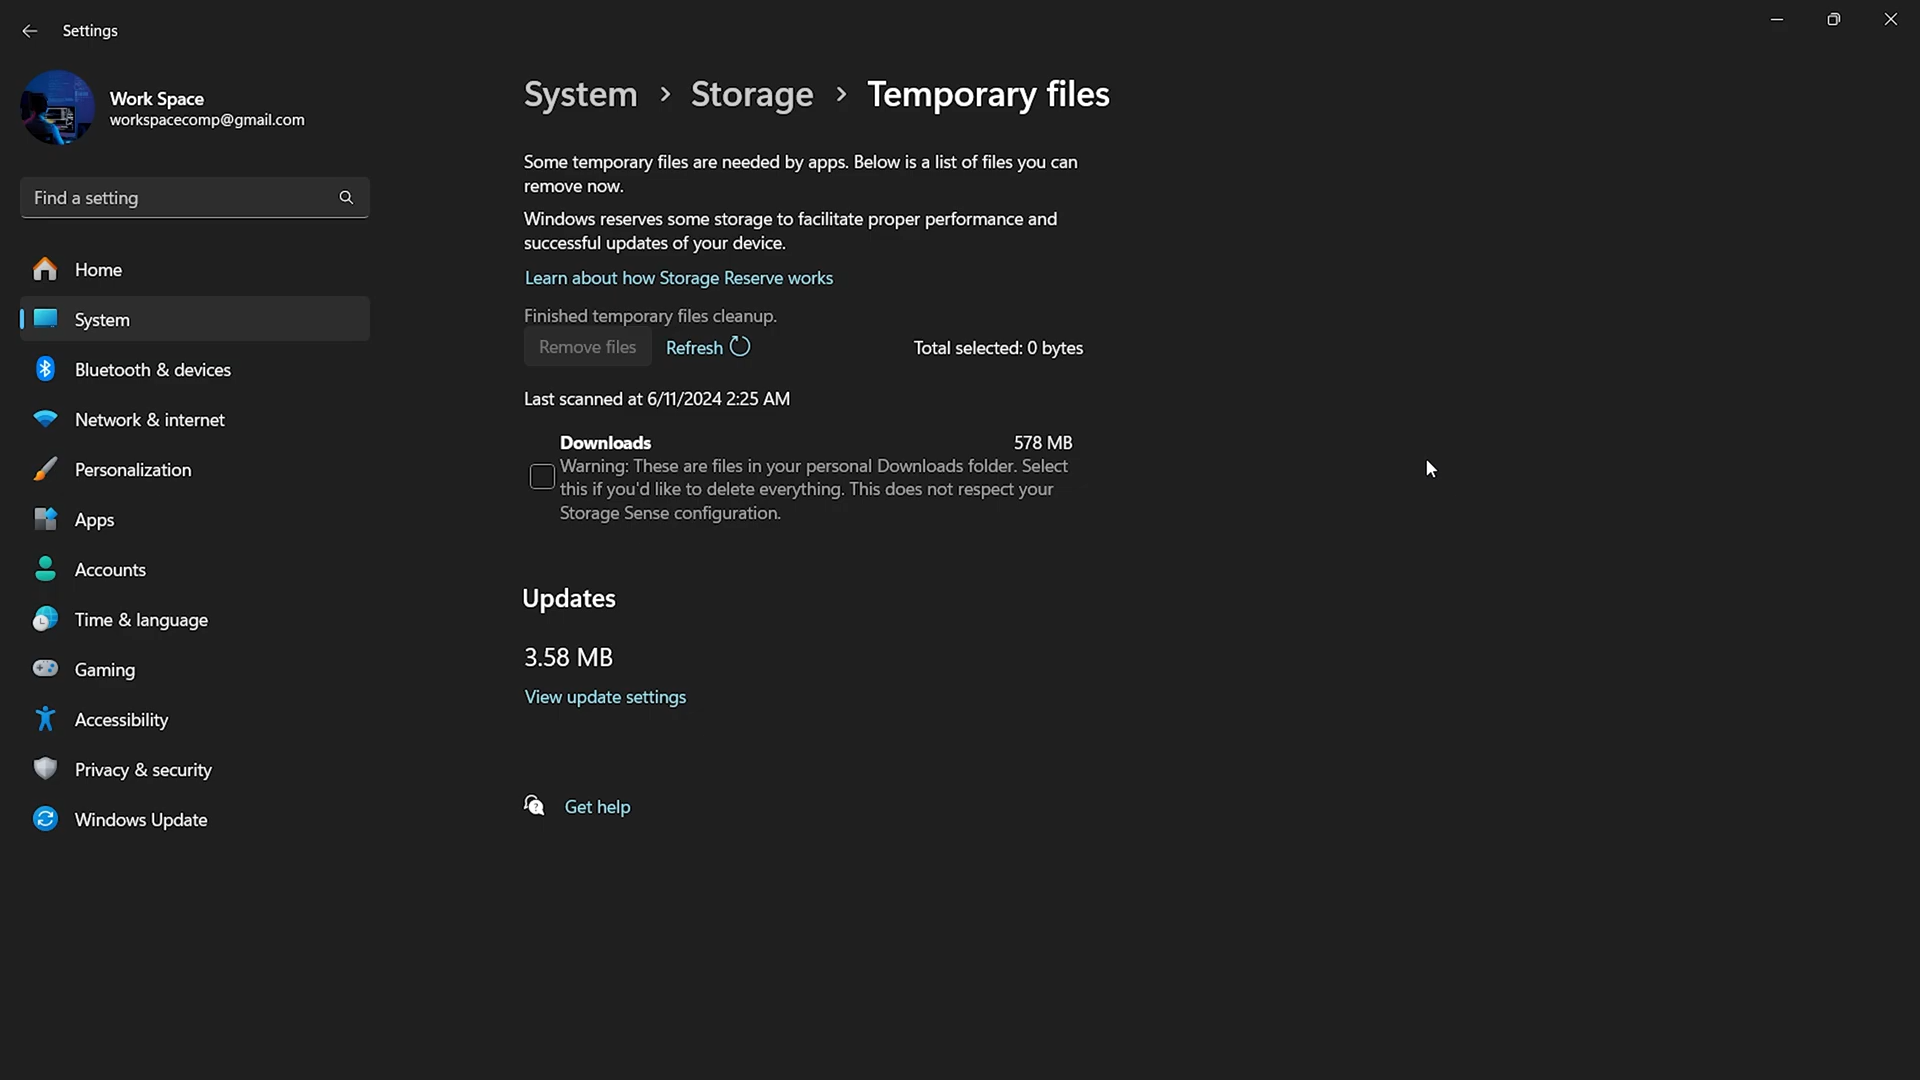 Settings
Work Space
workspacecomp@gmail.com
Find a setting
Home
System
Bluetooth & devices
Network & internet
Personalization
Apps
Accounts
Time & language
Gaming
Accessibility
Privacy & security
Windows Update
System > Storage > Temporary files
Some temporary files are needed by apps. Below is a list of files you can
remove now.
Windows reserves some storage to facilitate proper performance and
successful updates of your device.
Learn about how Storage Reserve works
Finished temporary files cleanup.
Remove files Refresh Total selected: 0 bytes
Last scanned at 6/11/2024 2:25 AM
Downloads 578 MB
Warning: These are files in your personal Downloads folder. Select
this if you'd like to delete everything. This does not respect your
Storage Sense configuration.
Updates
3.58 MB
View update settings
Get help